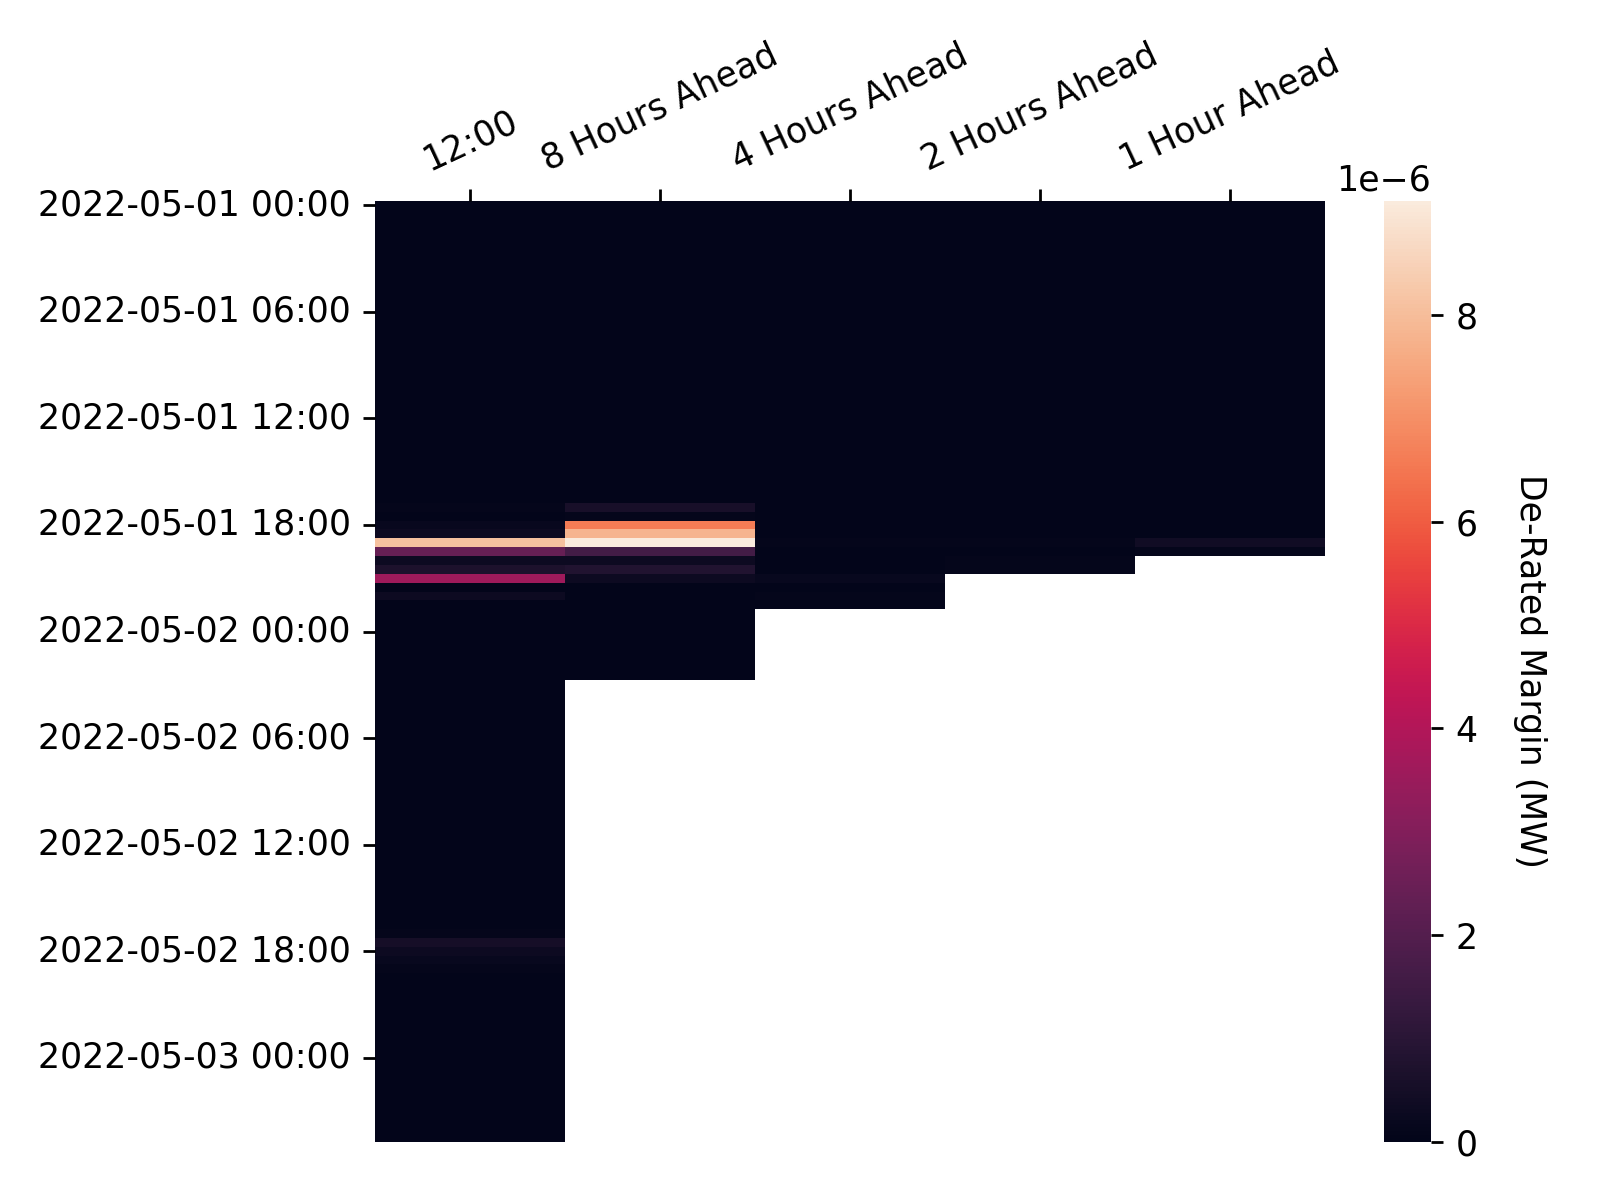 12:00
8 Hours Ahead
4 Hours Ahead
2 Hours Ahead
1 Hour Ahead
1e−6
2022-05-01 00:00
2022-05-01 06:00
2022-05-01 12:00
2022-05-01 18:00
2022-05-02 00:00
2022-05-02 06:00
2022-05-02 12:00
2022-05-02 18:00
2022-05-03 00:00
8
6
4
2
0
De-Rated Margin (MW)